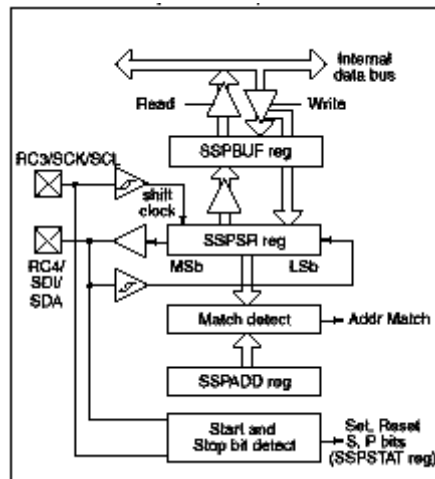 Internal
data bus
Read
Write
SSPBUF reg
RC3/SCK/SCL
shift
clock
SSPSR reg
MSb
LSb
RC4/
SDI/
SDA
Match detect
Addr Match
SSPADD reg
Start and
Stop bit detect
Set, Reset
S, P bits
(SSPSTAT reg)